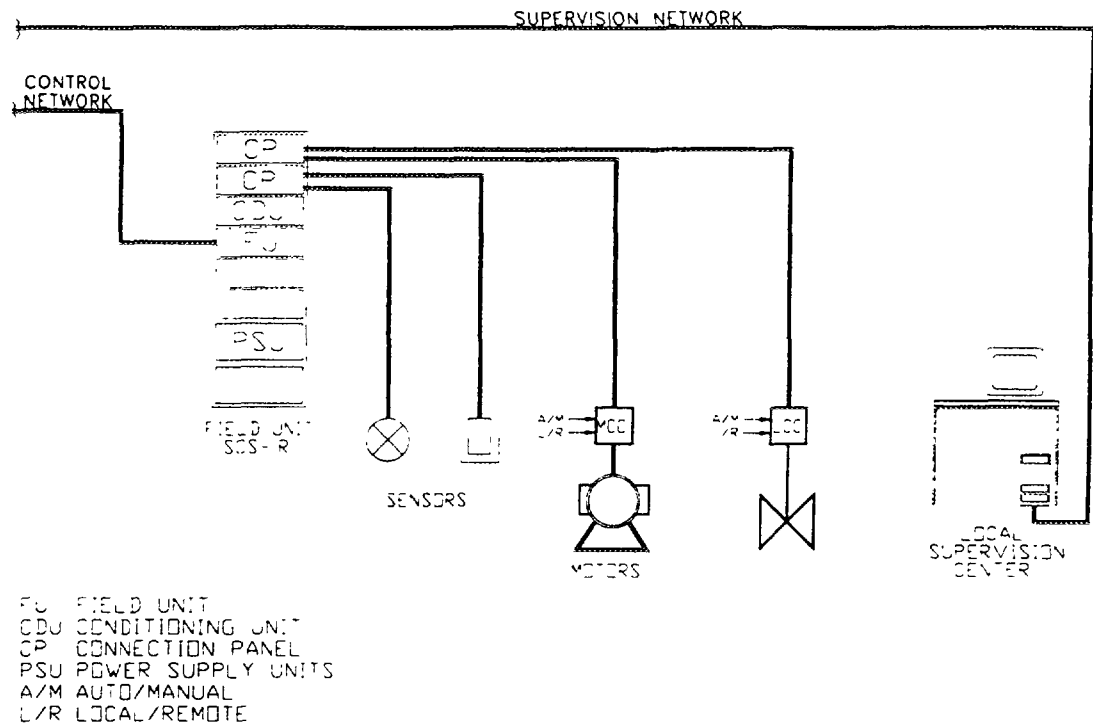 SUPERVISION NETWORK
CONTROL
NETWORK
CP
CP
CDU
FU
PSU
FIELD UNIT
SENSORS
A/M
L/R
MCC
A/M
L/R
MOTORS
LOCAL
SUPERVISION
CENTER
FU FIELD UNIT
CDU CONDITIONING UNIT
CP CONNECTION PANEL
PSU POWER SUPPLY UNITS
A/M AUTO/MANUAL
L/R LOCAL/REMOTE